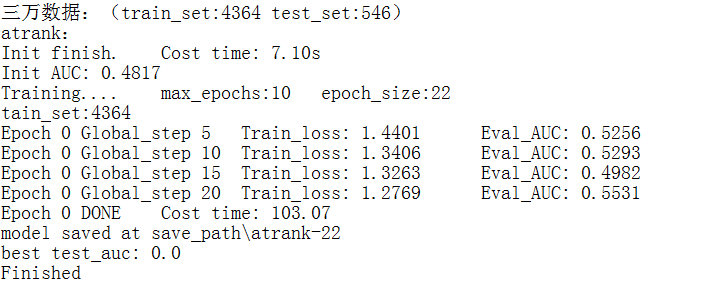 三万数据：（train_set:4364 test_set:546）
atrank：
Init finish.    Cost time: 7.10s
Init AUC: 0.4817
Training....    max_epochs:10   epoch_size:22
tain_set:4364
Epoch 0 Global_step 5   Train_loss: 1.4401      Eval_AUC: 0.5256
Epoch 0 Global_step 10  Train_loss: 1.3406      Eval_AUC: 0.5293
Epoch 0 Global_step 15  Train_loss: 1.3263      Eval_AUC: 0.4982
Epoch 0 Global_step 20  Train_loss: 1.2769      Eval_AUC: 0.5531
Epoch 0 DONE    Cost time: 103.07
model saved at save_path\atrank-22
best test_auc: 0.0
Finished